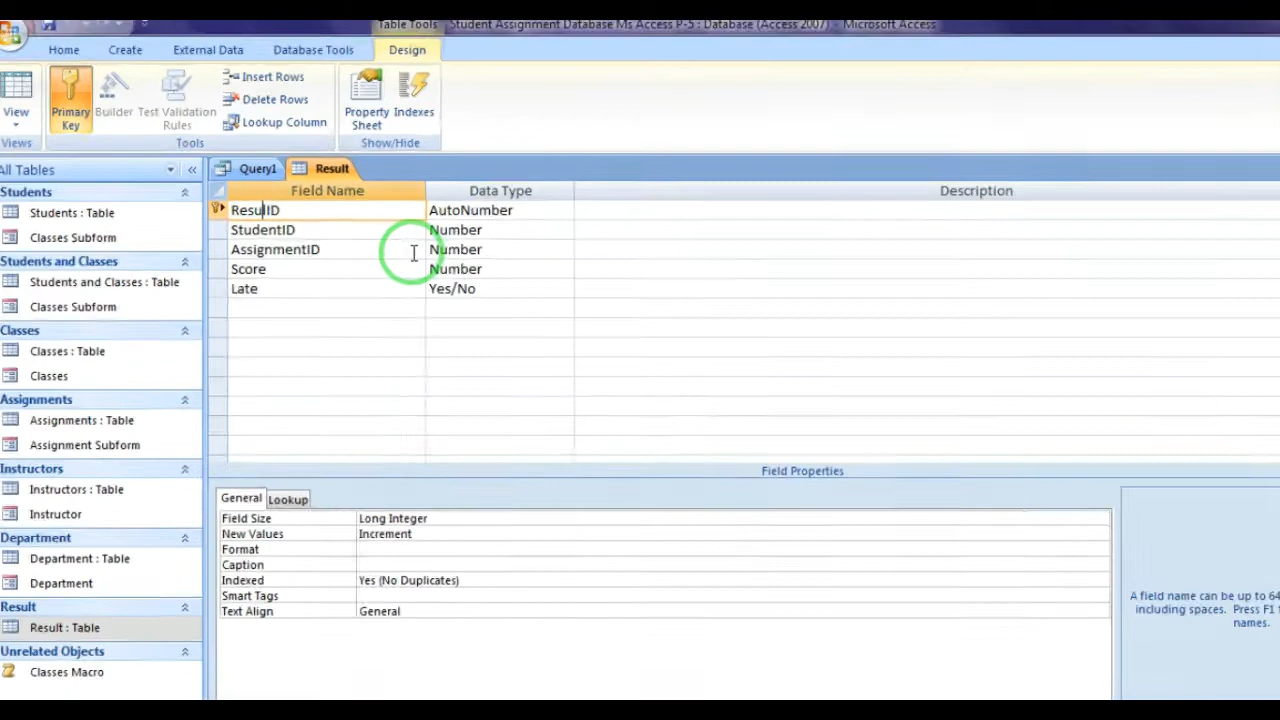 Table Tools Student Assignment Database Ms Access P-5 : Database (Access 2007) - Microsoft Access
Home Create External Data Database Tools Design
View
Primary Key
Builder
Test Validation Rules
Insert Rows
Delete Rows
Lookup Column
Property Sheet
Indexes
Views Tools Show/Hide
All Tables «
Query1 Result
Field Name Data Type Description
ResulID AutoNumber
StudentID Number
AssignmentID Number
Score Number
Late Yes/No
Students
Students : Table
Classes Subform
Students and Classes
Students and Classes : Table
Classes Subform
Classes
Classes : Table
Classes
Assignments
Assignments : Table
Assignment Subform
Instructors
Instructors : Table
Instructor
Department
Department : Table
Department
Result
Result : Table
Unrelated Objects
Classes Macro
Field Properties
General Lookup
Field Size Long Integer
New Values Increment
Format
Caption
Indexed Yes (No Duplicates)
Smart Tags
Text Align General
A field name can be up to 64
including spaces. Press F1
names.